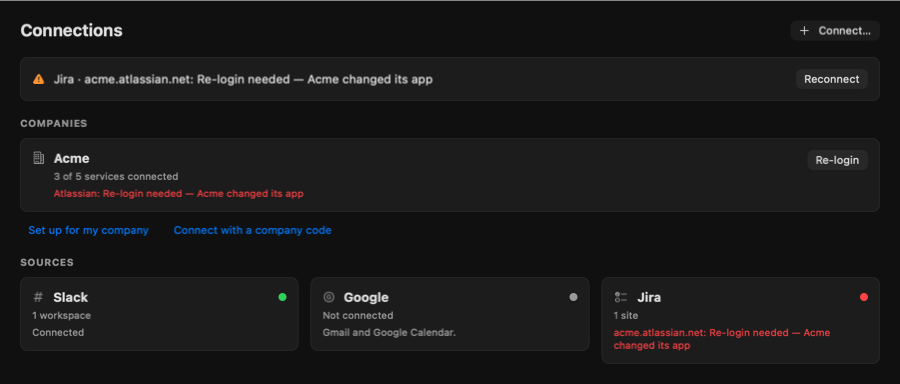 Connections
+ Connect...
Jira · acme.atlassian.net: Re-login needed — Acme changed its app
Reconnect
COMPANIES
Acme
Re-login
3 of 5 services connected
Atlassian: Re-login needed — Acme changed its app
Set up for my company
Connect with a company code
SOURCES
# Slack
1 workspace
Connected
Google
Not connected
Gmail and Google Calendar.
Jira
1 site
acme.atlassian.net: Re-login needed — Acme
changed its app